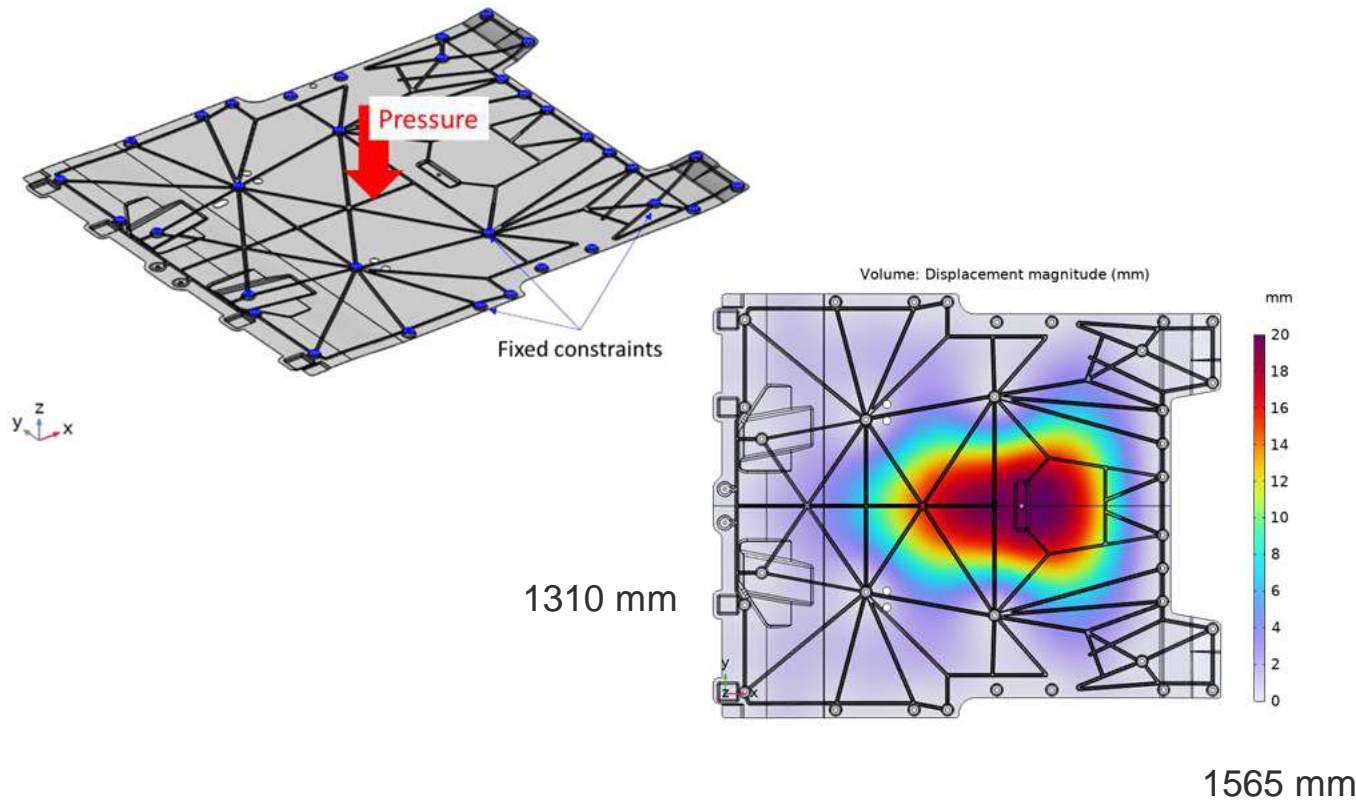 Pressure
Fixed constraints
y z x
Volume: Displacement magnitude (mm)
mm
20
18
16
14
12
10
8
6
4
2
0
1310 mm
y
z x
1565 mm